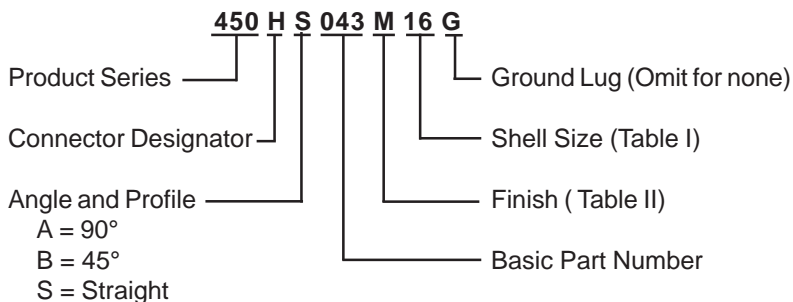 450 H S 043 M 16 G
Product Series
Connector Designator
Angle and Profile
A = 90°
B = 45°
S = Straight
Ground Lug (Omit for none)
Shell Size (Table I)
Finish ( Table II)
Basic Part Number